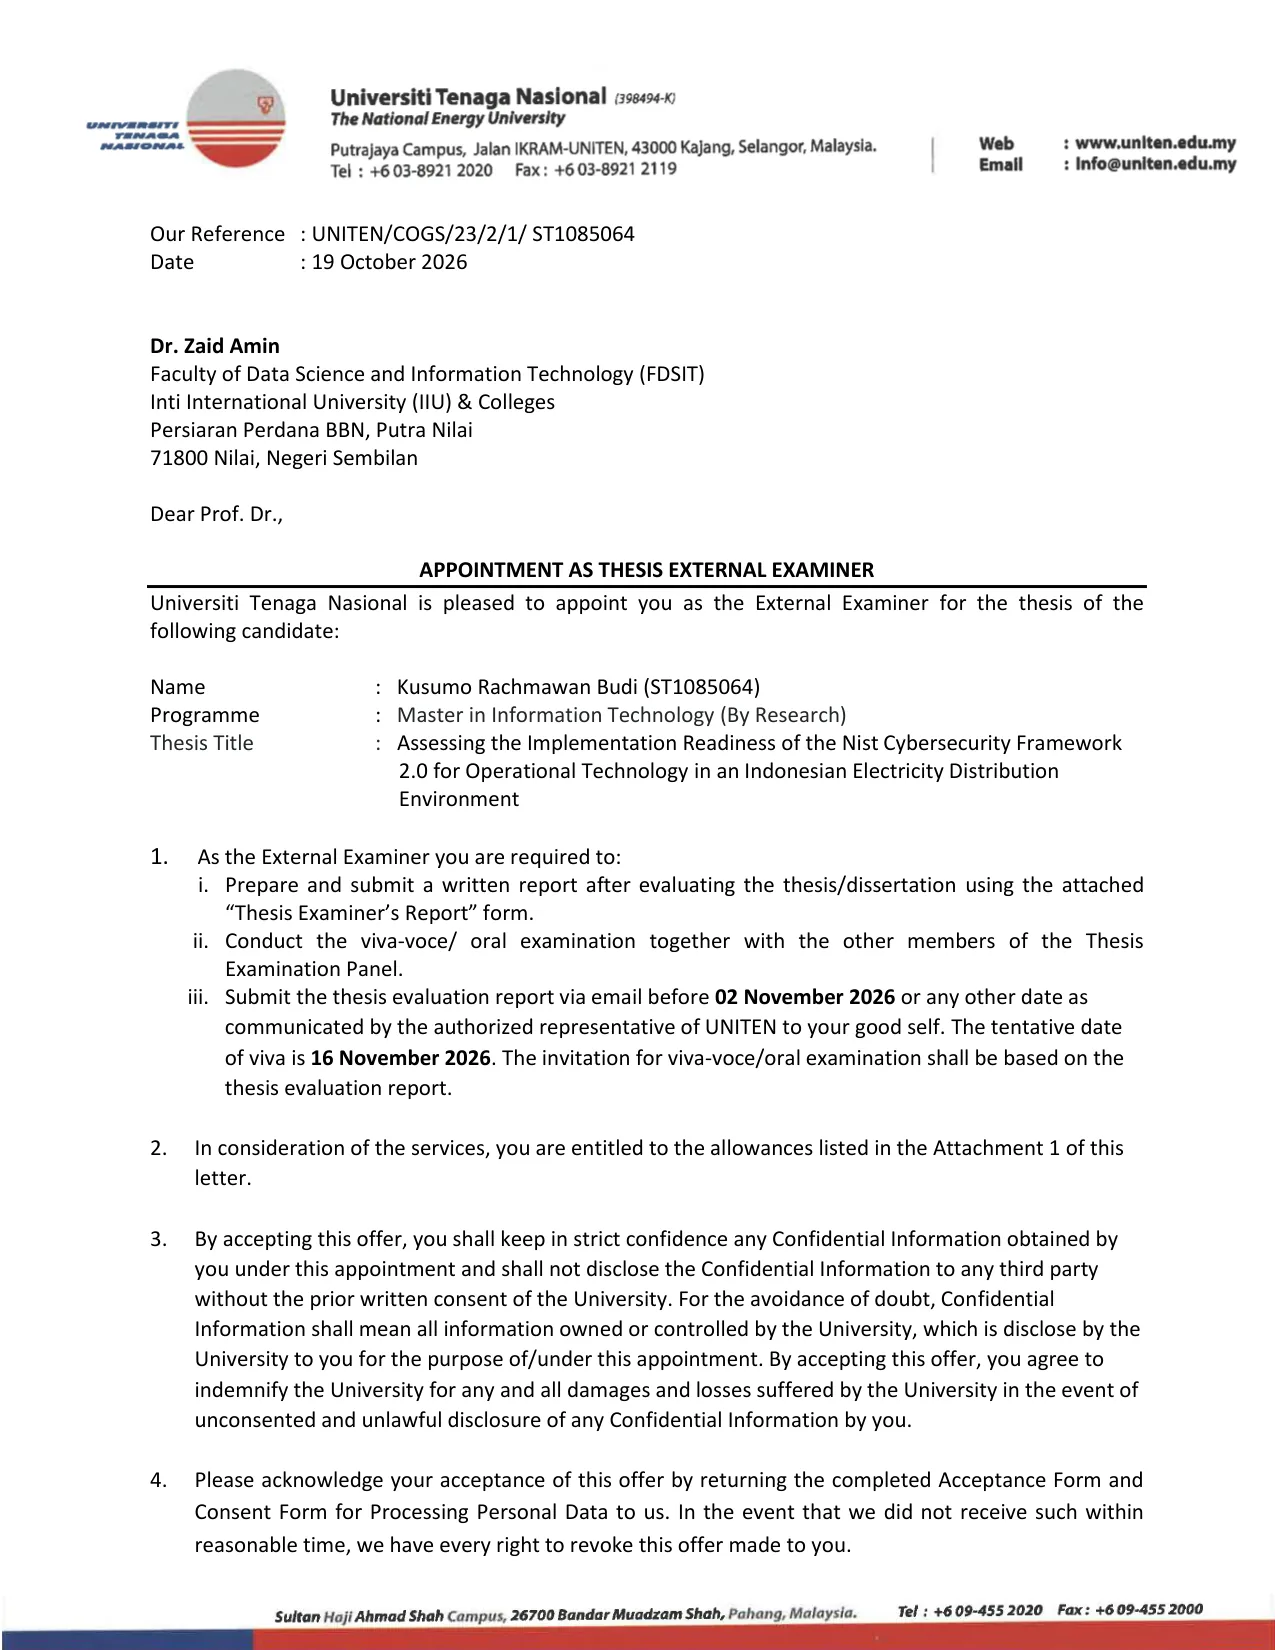 UNIVERSITI
TENAGA
NASIONAL
Universiti Tenaga Nasional (398494-K)
The National Energy University
Putrajaya Campus, Jalan IKRAM-UNITEN, 43000 Kajang, Selangor, Malaysia.
Tel : +6 03-8921 2020 Fax : +6 03-8921 2119
Web : www.uniten.edu.my
Email : info@uniten.edu.my
Our Reference : UNITEN/COGS/23/2/1/ ST1085064
Date : 19 October 2026
Dr. Zaid Amin
Faculty of Data Science and Information Technology (FDSIT)
Inti International University (IIU) & Colleges
Persiaran Perdana BBN, Putra Nilai
71800 Nilai, Negeri Sembilan
Dear Prof. Dr.,
APPOINTMENT AS THESIS EXTERNAL EXAMINER
Universiti Tenaga Nasional is pleased to appoint you as the External Examiner for the thesis of the
following candidate:
Name : Kusumo Rachmawan Budi (ST1085064)
Programme : Master in Information Technology (By Research)
Thesis Title : Assessing the Implementation Readiness of the Nist Cybersecurity Framework
2.0 for Operational Technology in an Indonesian Electricity Distribution
Environment
1. As the External Examiner you are required to:
i. Prepare and submit a written report after evaluating the thesis/dissertation using the attached
“Thesis Examiner’s Report” form.
ii. Conduct the viva-voce/ oral examination together with the other members of the Thesis
Examination Panel.
iii. Submit the thesis evaluation report via email before 02 November 2026 or any other date as
communicated by the authorized representative of UNITEN to your good self. The tentative date
of viva is 16 November 2026. The invitation for viva-voce/oral examination shall be based on the
thesis evaluation report.
2. In consideration of the services, you are entitled to the allowances listed in the Attachment 1 of this
letter.
3. By accepting this offer, you shall keep in strict confidence any Confidential Information obtained by
you under this appointment and shall not disclose the Confidential Information to any third party
without the prior written consent of the University. For the avoidance of doubt, Confidential
Information shall mean all information owned or controlled by the University, which is disclose by the
University to you for the purpose of/under this appointment. By accepting this offer, you agree to
indemnify the University for any and all damages and losses suffered by the University in the event of
unconsented and unlawful disclosure of any Confidential Information by you.
4. Please acknowledge your acceptance of this offer by returning the completed Acceptance Form and
Consent Form for Processing Personal Data to us. In the event that we did not receive such within
reasonable time, we have every right to revoke this offer made to you.
Sultan Haji Ahmad Shah Campus, 26700 Bandar Muadzam Shah, Pahang, Malaysia. Tel : +6 09-455 2020 Fax : +6 09-455 2000